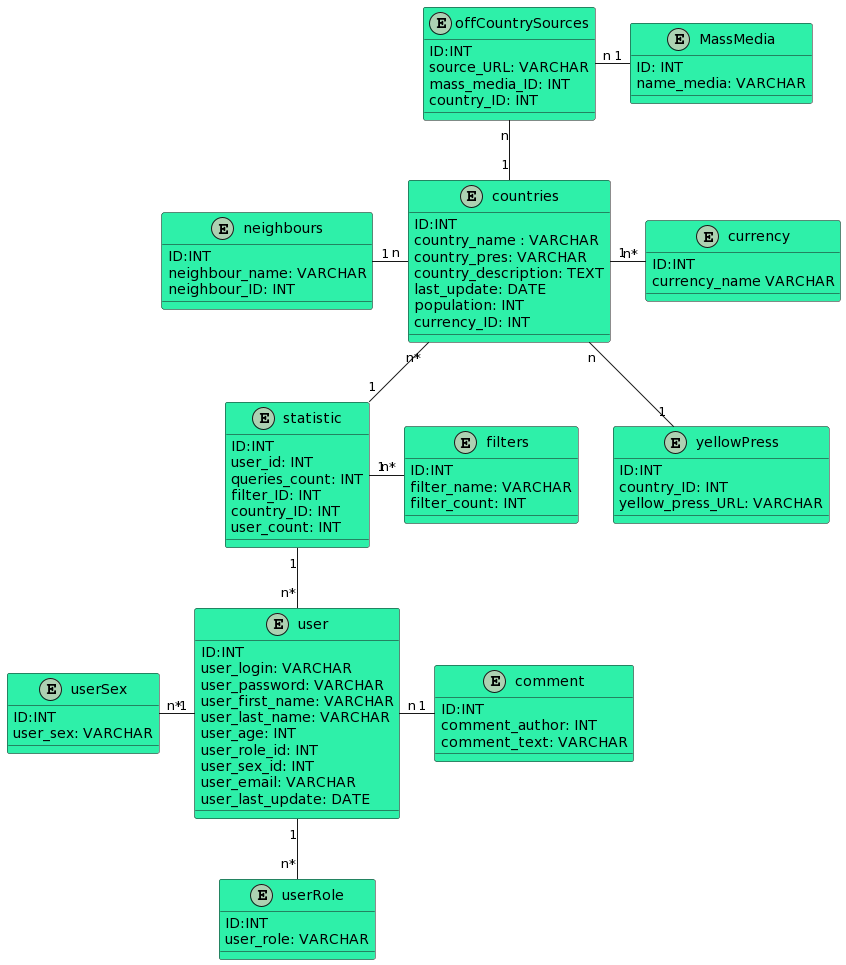 E offCountrySources
ID:INT
source_URL: VARCHAR
mass_media_ID: INT
country_ID: INT
n 1
E MassMedia
ID: INT
name_media: VARCHAR
n
1
E neighbours
ID:INT
neighbour_name: VARCHAR
neighbour_ID: INT
1 n
E countries
ID:INT
country_name : VARCHAR
country_pres: VARCHAR
country_description: TEXT
last_update: DATE
population: INT
currency_ID: INT
1 n*
E currency
ID:INT
currency_name VARCHAR
n*
1
n
1
E statistic
ID:INT
user_id: INT
queries_count: INT
filter_ID: INT
country_ID: INT
user_count: INT
1 n*
E filters
ID:INT
filter_name: VARCHAR
filter_count: INT
E yellowPress
ID:INT
country_ID: INT
yellow_press_URL: VARCHAR
1
n*
E userSex
ID:INT
user_sex: VARCHAR
n* 1
E user
ID:INT
user_login: VARCHAR
user_password: VARCHAR
user_first_name: VARCHAR
user_last_name: VARCHAR
user_age: INT
user_role_id: INT
user_sex_id: INT
user_email: VARCHAR
user_last_update: DATE
n 1
E comment
ID:INT
comment_author: INT
comment_text: VARCHAR
1
n*
E userRole
ID:INT
user_role: VARCHAR